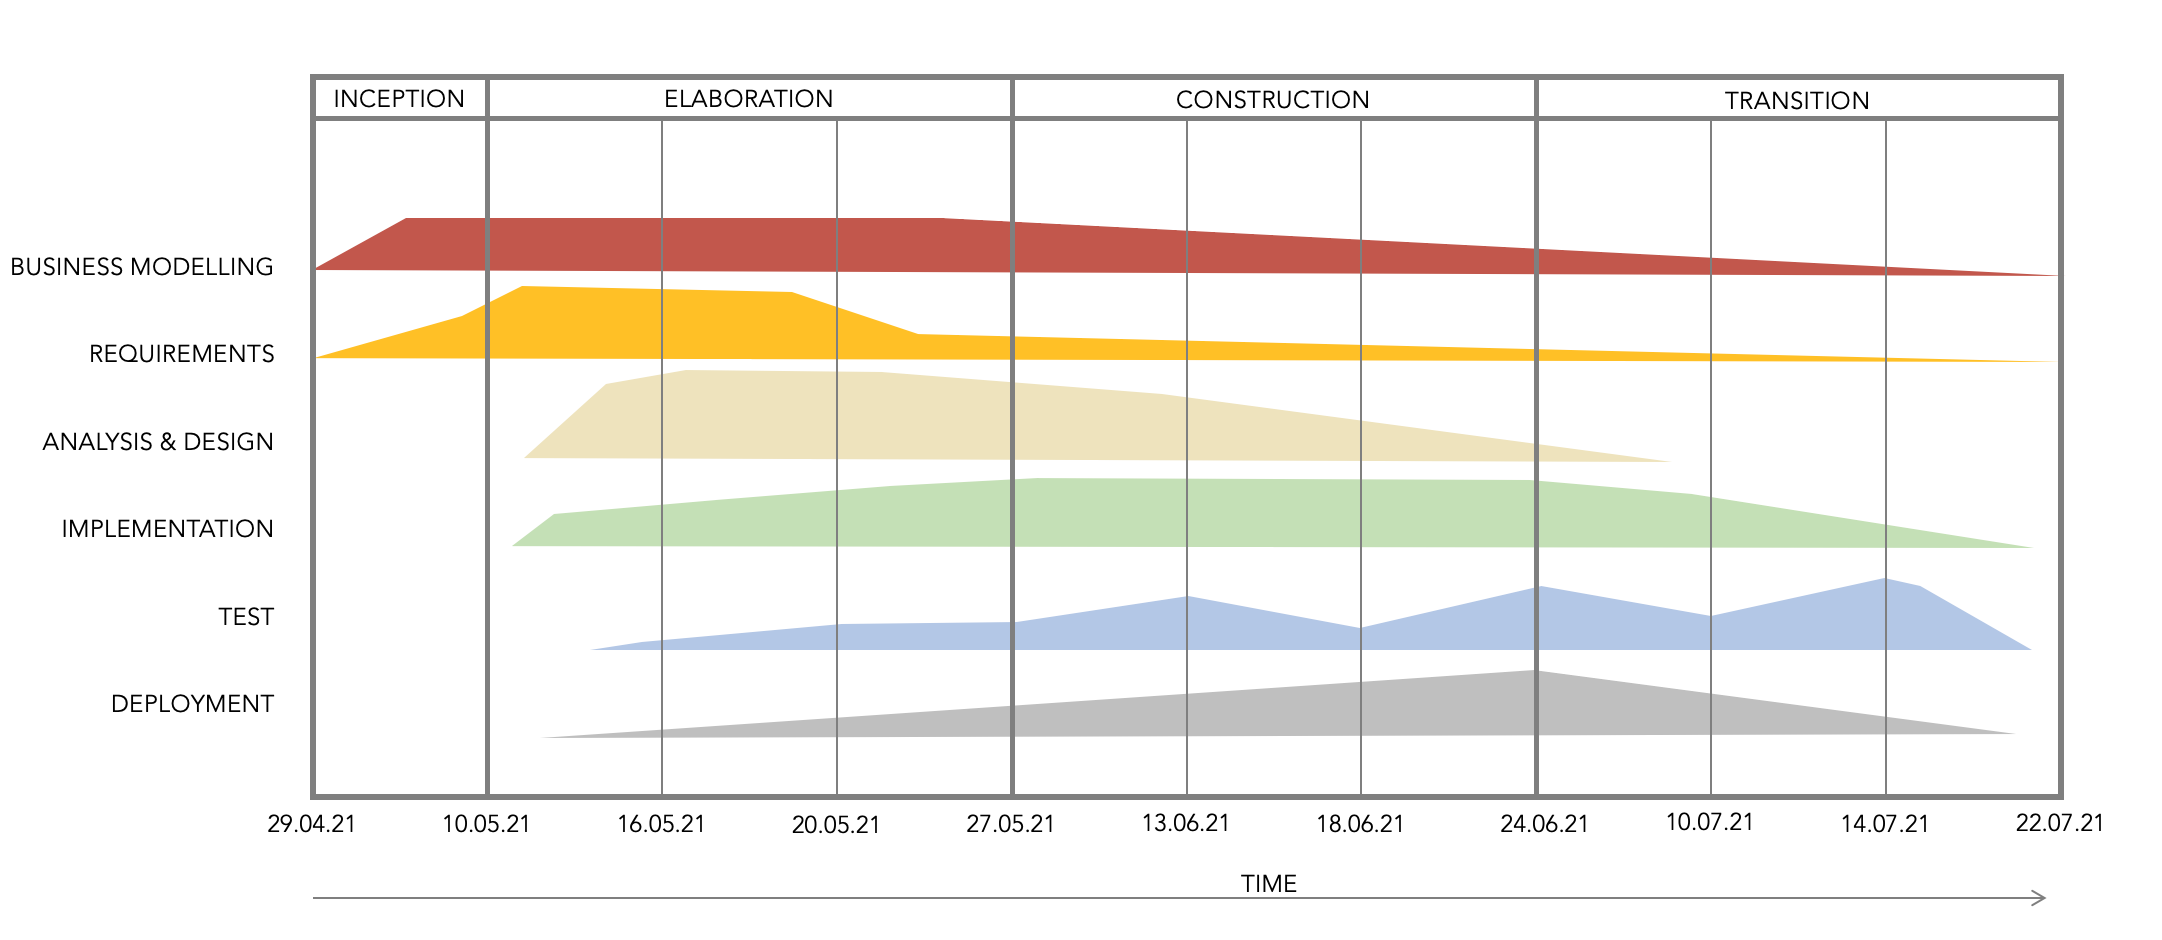 INCEPTION ELABORATION CONSTRUCTION TRANSITION
BUSINESS MODELLING
REQUIREMENTS
ANALYSIS & DESIGN
IMPLEMENTATION
TEST
DEPLOYMENT
29.04.21 10.05.21 16.05.21 20.05.21 27.05.21 13.06.21 18.06.21 24.06.21 10.07.21 14.07.21 22.07.21
TIME